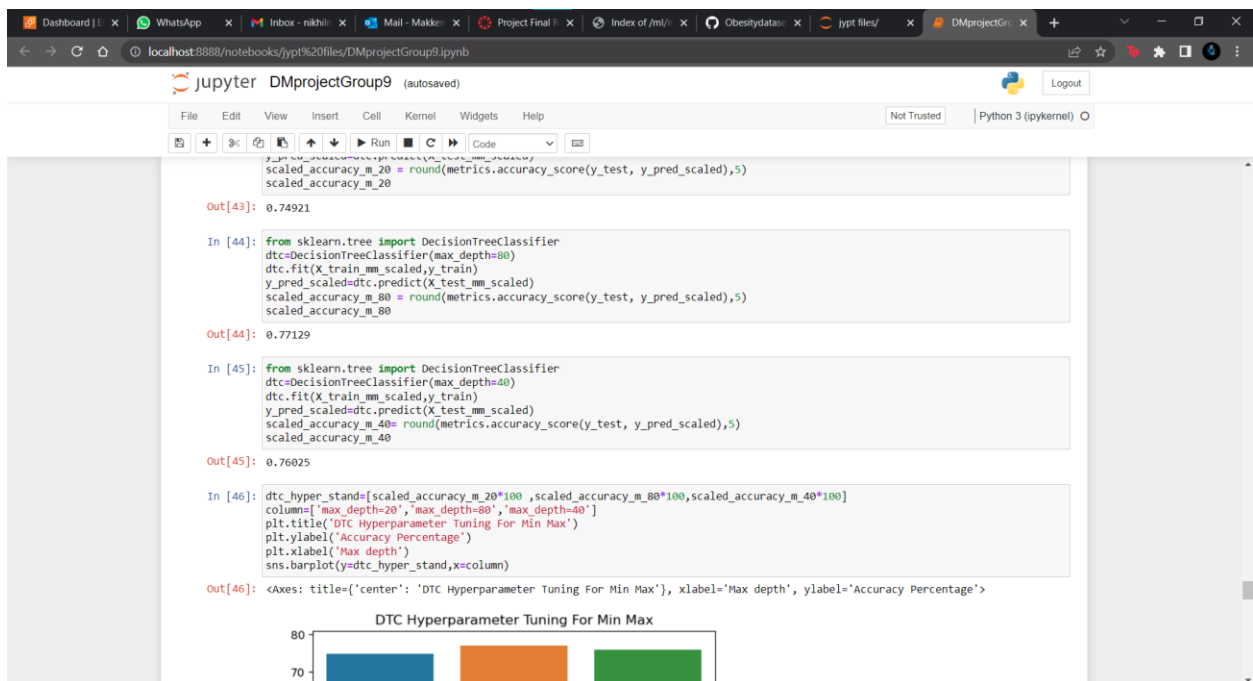 Dashboard | E
WhatsApp
Inbox - nikhiln
Mail - Makken
Project Final R
Index of /ml/n
Obesitydatase
jypt files/
DMprojectGro
localhost:8888/notebooks/jypt%20files/DMprojectGroup9.ipynb
jupyter DMprojectGroup9 (autosaved)
Logout
File Edit View Insert Cell Kernel Widgets Help
Not Trusted
Python 3 (ipykernel)
Run
Code
y_pred_scaled=dtc.predict(X_test_mm_scaled)
scaled_accuracy_m_20 = round(metrics.accuracy_score(y_test, y_pred_scaled),5)
scaled_accuracy_m_20
Out[43]: 0.74921
In [44]: from sklearn.tree import DecisionTreeClassifier
dtc=DecisionTreeClassifier(max_depth=80)
dtc.fit(X_train_mm_scaled,y_train)
y_pred_scaled=dtc.predict(X_test_mm_scaled)
scaled_accuracy_m_80 = round(metrics.accuracy_score(y_test, y_pred_scaled),5)
scaled_accuracy_m_80
Out[44]: 0.77129
In [45]: from sklearn.tree import DecisionTreeClassifier
dtc=DecisionTreeClassifier(max_depth=40)
dtc.fit(X_train_mm_scaled,y_train)
y_pred_scaled=dtc.predict(X_test_mm_scaled)
scaled_accuracy_m_40= round(metrics.accuracy_score(y_test, y_pred_scaled),5)
scaled_accuracy_m_40
Out[45]: 0.76025
In [46]: dtc_hyper_stand=[scaled_accuracy_m_20*100 ,scaled_accuracy_m_80*100,scaled_accuracy_m_40*100]
column=['max_depth=20','max_depth=80','max_depth=40']
plt.title('DTC Hyperparameter Tuning For Min Max')
plt.ylabel('Accuracy Percentage')
plt.xlabel('Max depth')
sns.barplot(y=dtc_hyper_stand,x=column)
Out[46]: <Axes: title={'center': 'DTC Hyperparameter Tuning For Min Max'}, xlabel='Max depth', ylabel='Accuracy Percentage'>
DTC Hyperparameter Tuning For Min Max
80
70